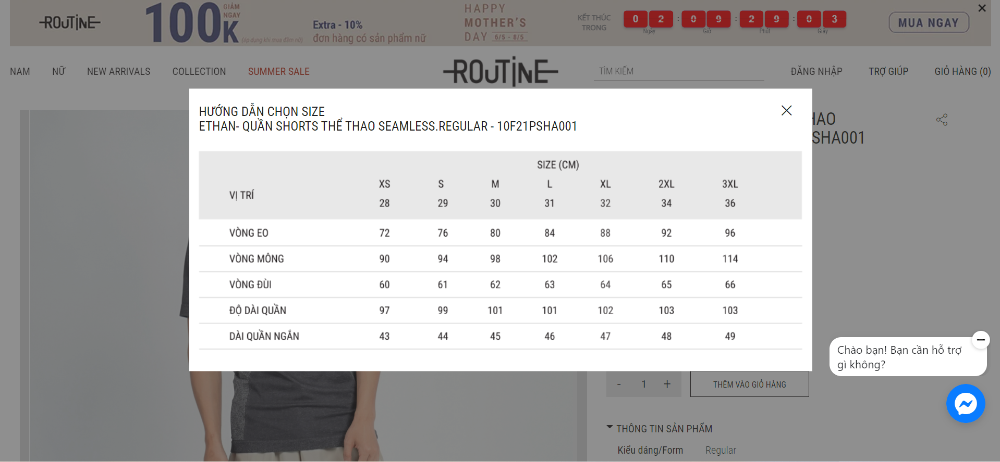 ROUTINE
100K
GIẢM
NGAY
(áp dụng khi mua đầm nữ)
Extra - 10%
đơn hàng có sản phẩm nữ
HAPPY
MOTHER'S
DAY 6/5 - 8/5
KẾT THÚC
TRONG
0 2 : 0 9 : 2 9 : 0 3
Ngày Giờ Phút Giây
MUA NGAY
NAM NỮ NEW ARRIVALS COLLECTION SUMMER SALE ROUTINE TÌM KIẾM ĐĂNG NHẬP TRỢ GIÚP GIỎ HÀNG (0)
HƯỚNG DẪN CHỌN SIZE
ETHAN- QUẦN SHORTS THỂ THAO SEAMLESS.REGULAR - 10F21PSHA001
HAO
SHA001
SIZE (CM)
XS S M L XL 2XL 3XL
VỊ TRÍ
28 29 30 31 32 34 36
VÒNG EO 72 76 80 84 88 92 96
VÒNG MÔNG 90 94 98 102 106 110 114
VÒNG ĐÙI 60 61 62 63 64 65 66
ĐỘ DÀI QUẦN 97 99 101 101 102 103 103
DÀI QUẦN NGẮN 43 44 45 46 47 48 49
Chào bạn! Bạn cần hỗ trợ
gì không?
- 1 + THÊM VÀO GIỎ HÀNG
THÔNG TIN SẢN PHẨM
Kiểu dáng/Form Regular